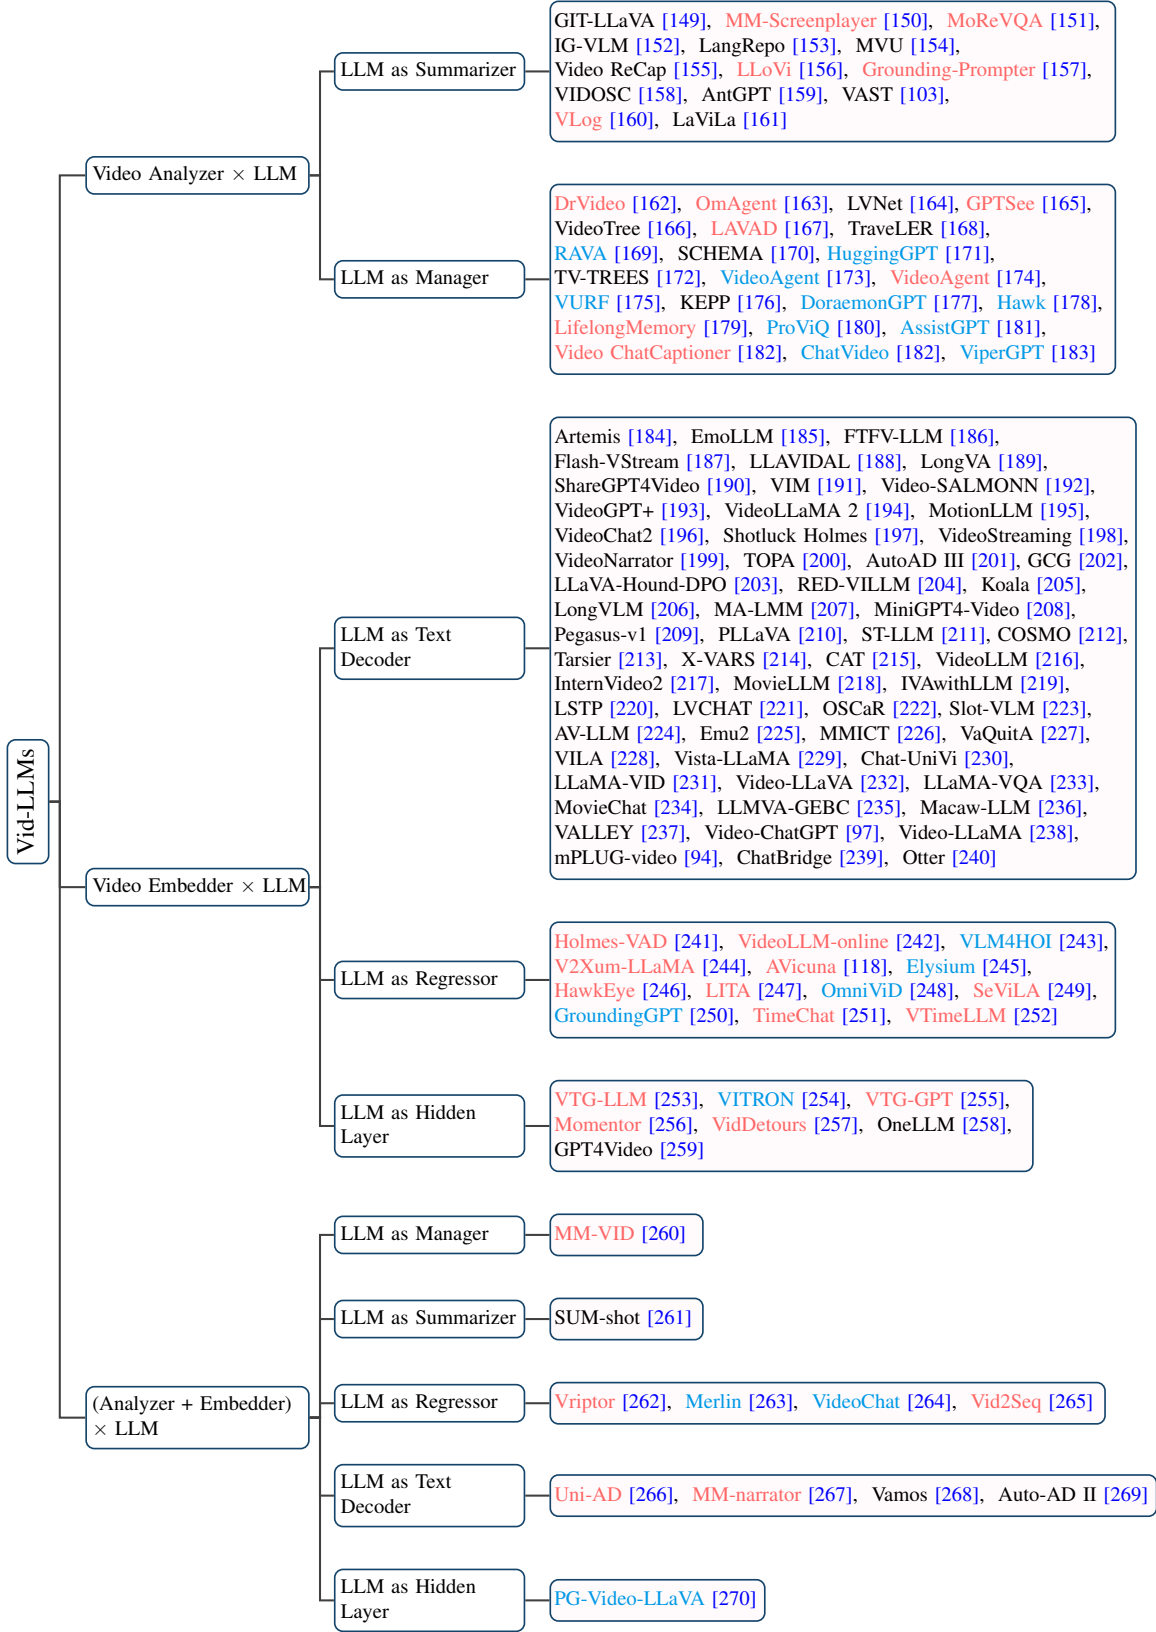 Vid-LLMs
Video Analyzer × LLM
LLM as Summarizer
GIT-LLaVA [149], MM-Screenplayer [150], MoReVQA [151],
IG-VLM [152], LangRepo [153], MVU [154],
Video ReCap [155], LLoVi [156], Grounding-Prompter [157],
VIDOSC [158], AntGPT [159], VAST [103],
VLog [160], LaViLa [161]
LLM as Manager
DrVideo [162], OmAgent [163], LVNet [164], GPTSee [165],
VideoTree [166], LAVAD [167], TraveLER [168],
RAVA [169], SCHEMA [170], HuggingGPT [171],
TV-TREES [172], VideoAgent [173], VideoAgent [174],
VURF [175], KEPP [176], DoraemonGPT [177], Hawk [178],
LifelongMemory [179], ProViQ [180], AssistGPT [181],
Video ChatCaptioner [182], ChatVideo [182], ViperGPT [183]
Video Embedder × LLM
LLM as Text
Decoder
Artemis [184], EmoLLM [185], FTFV-LLM [186],
Flash-VStream [187], LLAVIDAL [188], LongVA [189],
ShareGPT4Video [190], VIM [191], Video-SALMONN [192],
VideoGPT+ [193], VideoLLaMA 2 [194], MotionLLM [195],
VideoChat2 [196], Shotluck Holmes [197], VideoStreaming [198],
VideoNarrator [199], TOPA [200], AutoAD III [201], GCG [202],
LLaVA-Hound-DPO [203], RED-VILLM [204], Koala [205],
LongVLM [206], MA-LMM [207], MiniGPT4-Video [208],
Pegasus-v1 [209], PLLaVA [210], ST-LLM [211], COSMO [212],
Tarsier [213], X-VARS [214], CAT [215], VideoLLM [216],
InternVideo2 [217], MovieLLM [218], IVAwithLLM [219],
LSTP [220], LVCHAT [221], OSCaR [222], Slot-VLM [223],
AV-LLM [224], Emu2 [225], MMICT [226], VaQuitA [227],
VILA [228], Vista-LLaMA [229], Chat-UniVi [230],
LLaMA-VID [231], Video-LLaVA [232], LLaMA-VQA [233],
MovieChat [234], LLMVA-GEBC [235], Macaw-LLM [236],
VALLEY [237], Video-ChatGPT [97], Video-LLaMA [238],
mPLUG-video [94], ChatBridge [239], Otter [240]
LLM as Regressor
Holmes-VAD [241], VideoLLM-online [242], VLM4HOI [243],
V2Xum-LLaMA [244], AVicuna [118], Elysium [245],
HawkEye [246], LITA [247], OmniViD [248], SeViLA [249],
GroundingGPT [250], TimeChat [251], VTimeLLM [252]
LLM as Hidden
Layer
VTG-LLM [253], VITRON [254], VTG-GPT [255],
Momentor [256], VidDetours [257], OneLLM [258],
GPT4Video [259]
(Analyzer + Embedder)
× LLM
LLM as Manager
MM-VID [260]
LLM as Summarizer
SUM-shot [261]
LLM as Regressor
Vriptor [262], Merlin [263], VideoChat [264], Vid2Seq [265]
LLM as Text
Decoder
Uni-AD [266], MM-narrator [267], Vamos [268], Auto-AD II [269]
LLM as Hidden
Layer
PG-Video-LLaVA [270]